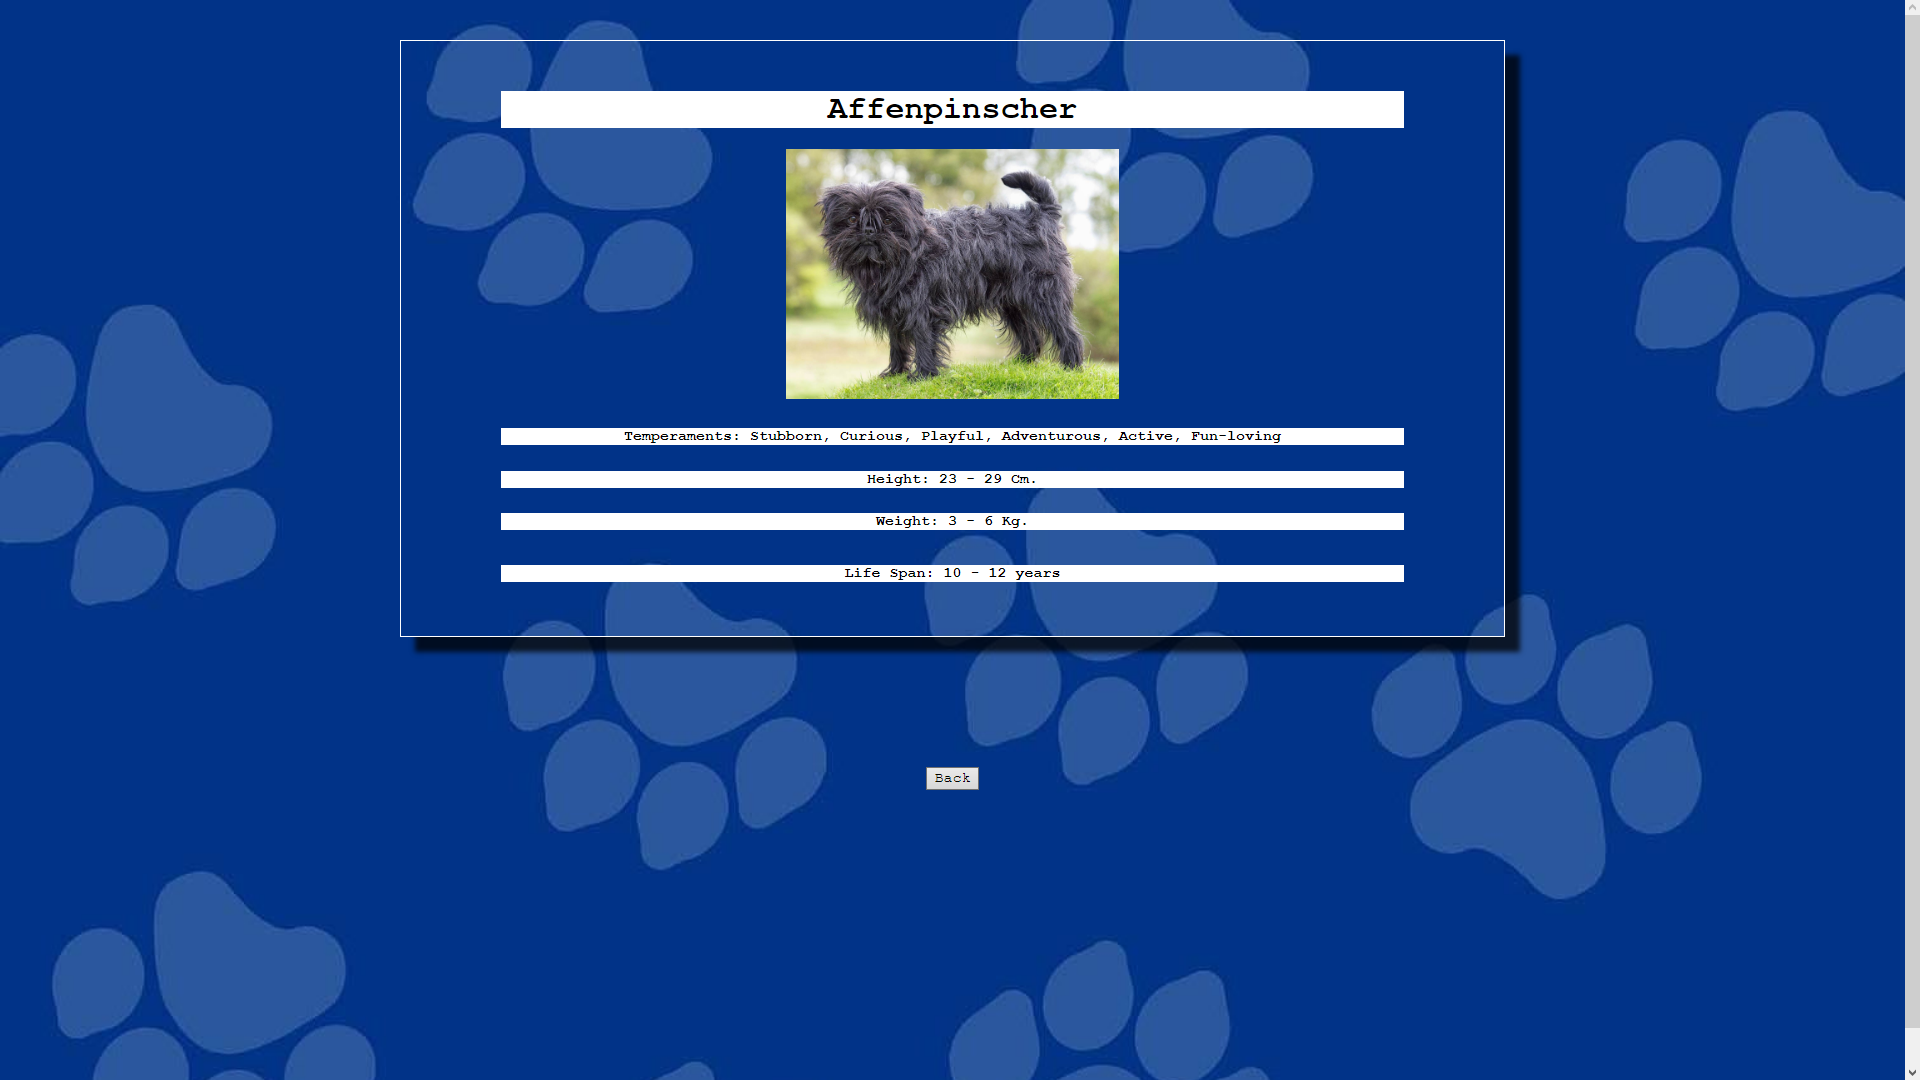 Affenpinscher
Temperaments: Stubborn, Curious, Playful, Adventurous, Active, Fun-loving
Height: 23 - 29 Cm.
Weight: 3 - 6 Kg.
Life Span: 10 - 12 years
Back